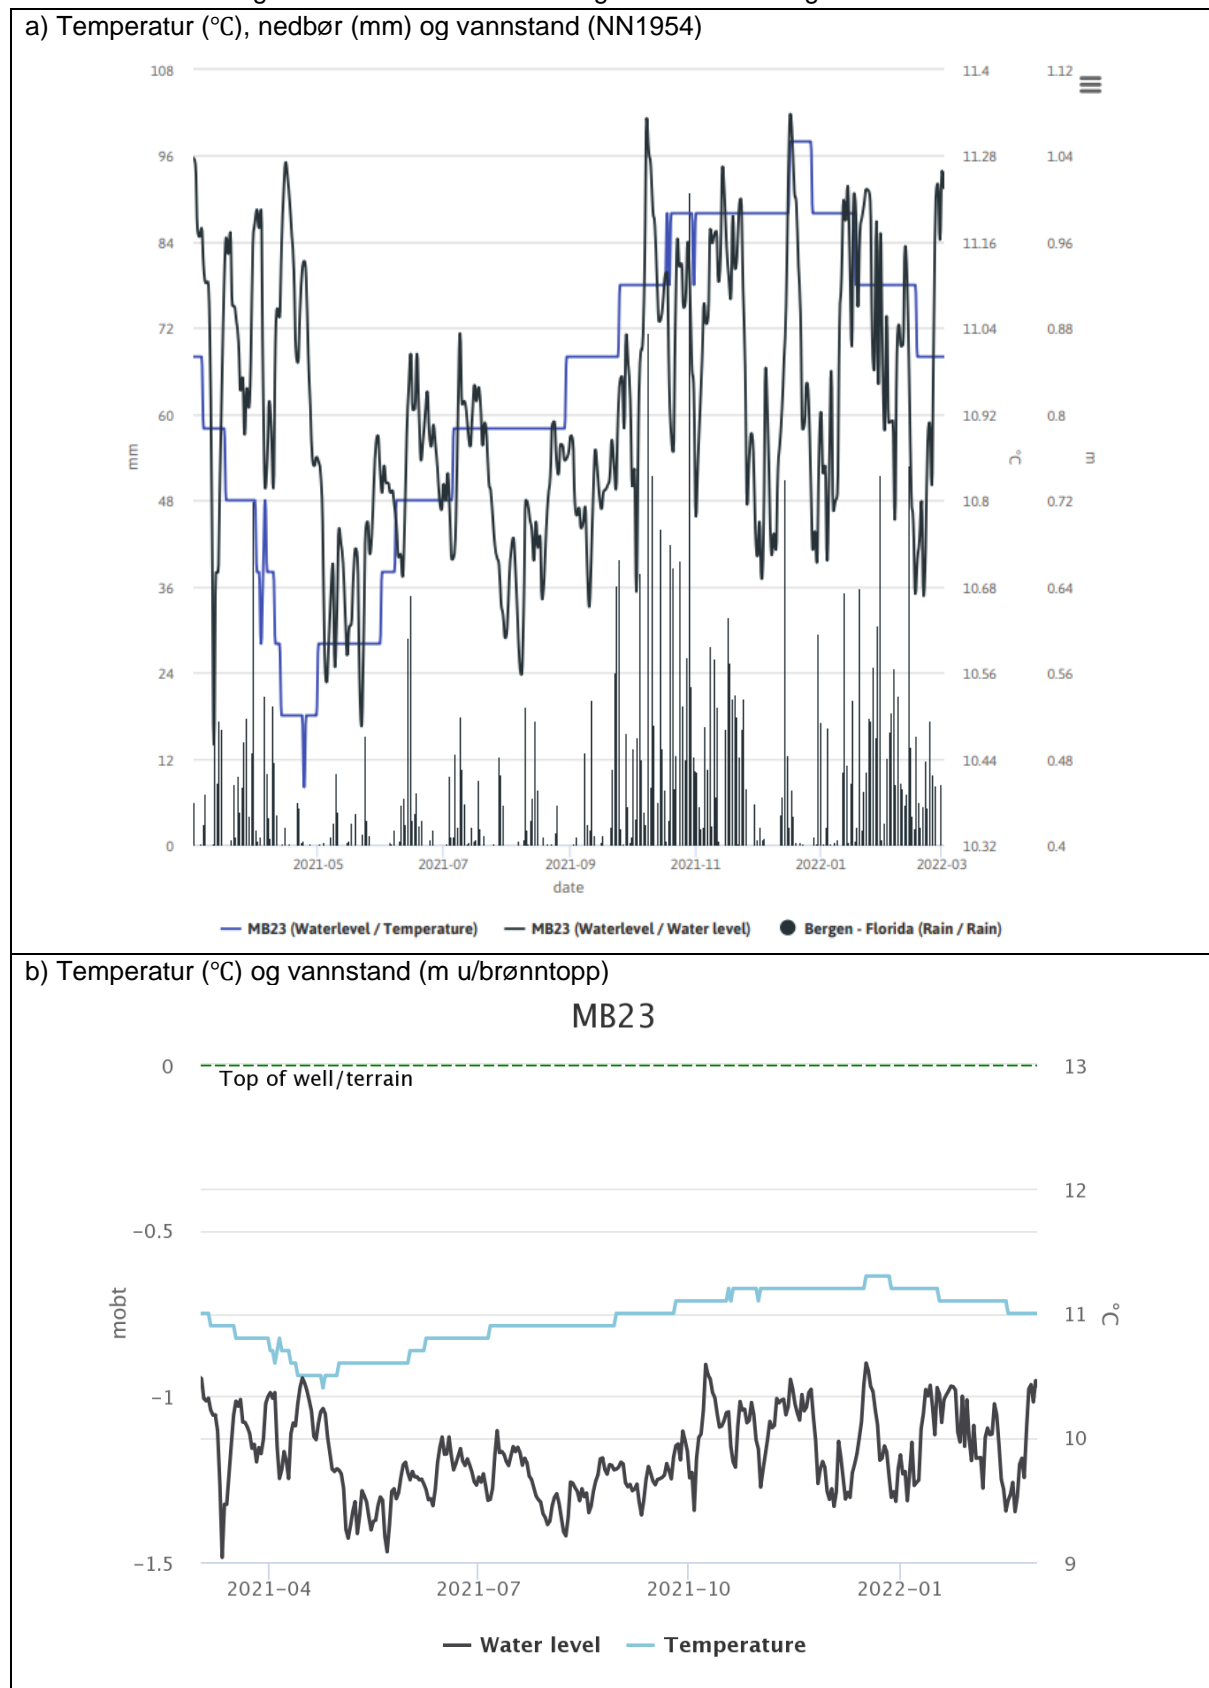 a) Temperatur (°C), nedbør (mm) og vannstand (NN1954)
108 11.4 1.12
96 11.28 1.04
84 11.16 0.96
72 11.04 0.88
60 10.92 0.8
mm °C m
48 10.8 0.72
36 10.68 0.64
24 10.56 0.56
12 10.44 0.48
0 10.32 0.4
2021-05 2021-07 2021-09 2021-11 2022-01 2022-03
date
MB23 (Waterlevel / Temperature) MB23 (Waterlevel / Water level) Bergen - Florida (Rain / Rain)
b) Temperatur (°C) og vannstand (m u/brønntopp)
MB23
0 13
Top of well/terrain
12
-0.5
mobt 11 °C
-1
10
-1.5 9
2021-04 2021-07 2021-10 2022-01
Water level Temperature